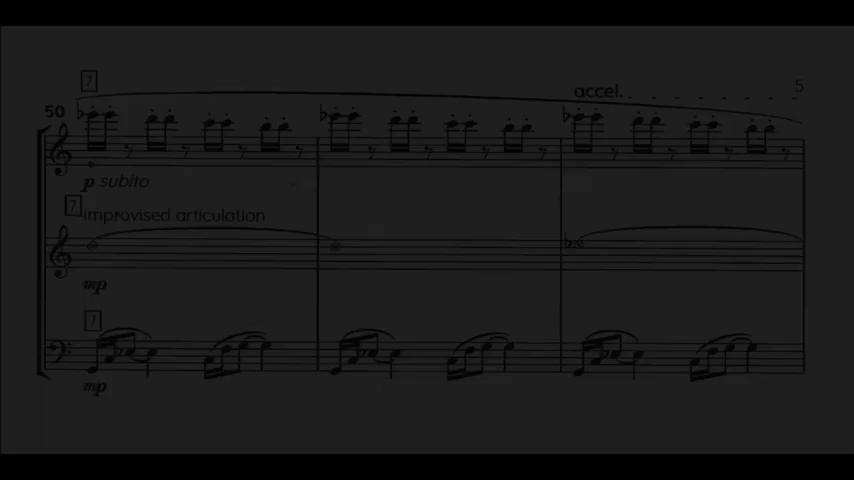 7
accel. 5
50
p subito
7 improvised articulation
mp
7
mp